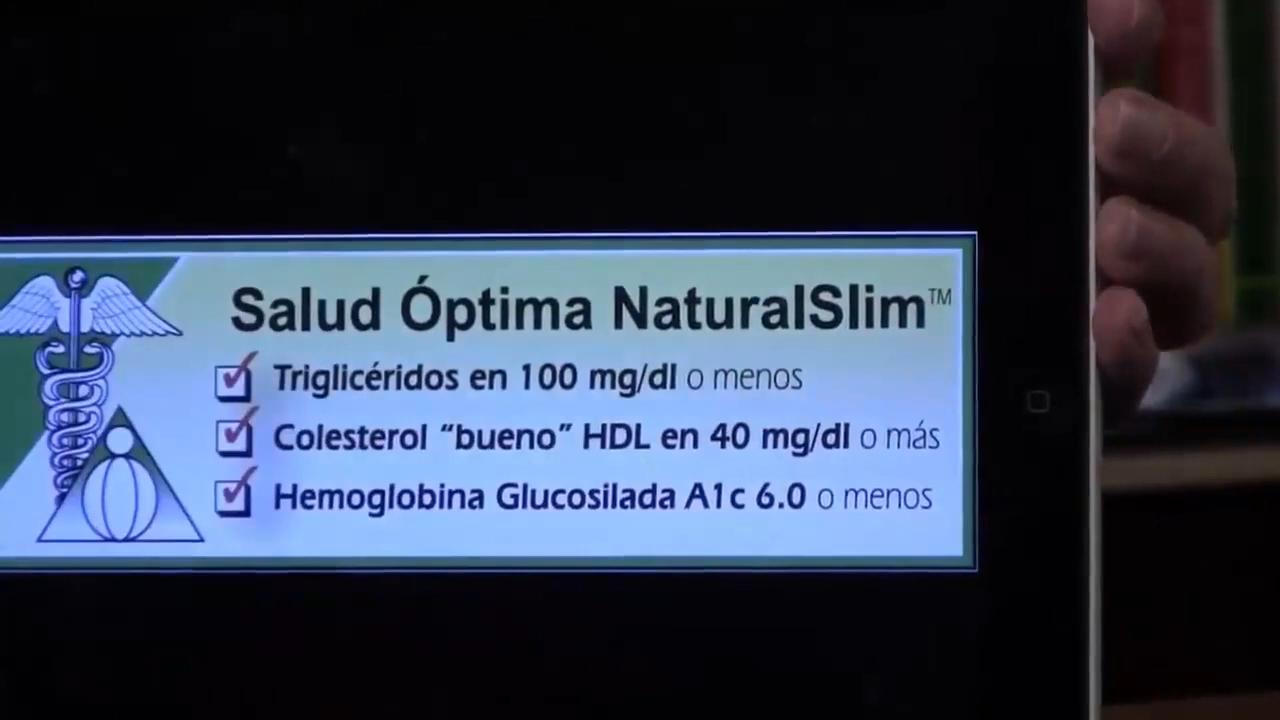 Salud Óptima NaturalSlim™
Triglicéridos en 100 mg/dl o menos
Colesterol “bueno” HDL en 40 mg/dl o más
Hemoglobina Glucosilada A1c 6.0 o menos